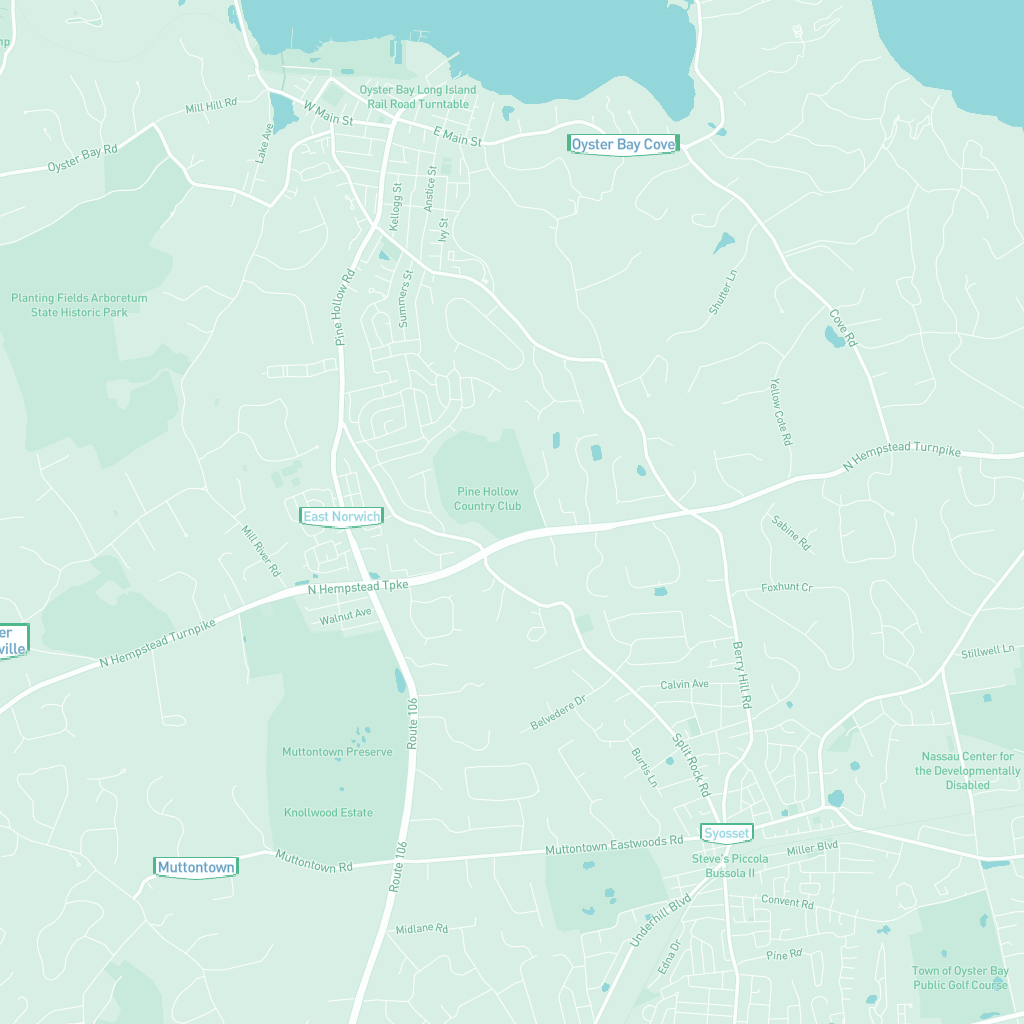 Oyster Bay Long Island
Rail Road Turntable
Mill Hill Rd
W Main St
E Main St
Oyster Bay Cove
Lake Ave
Oyster Bay Rd
Kellogg St
Anstice St
Ivy St
Summers St
Pine Hollow Rd
Shutter Ln
Cove Rd
Planting Fields Arboretum
State Historic Park
Yellow Cote Rd
N Hempstead Turnpike
Pine Hollow
Country Club
East Norwich
Sabine Rd
Mill River Rd
N Hempstead Tpke
Foxhunt Cr
Walnut Ave
er
ville
N Hempstead Turnpike
Berry Hill Rd
Stillwell Ln
Calvin Ave
Belvedere Dr
Route 106
Muttontown Preserve
Split Rock Rd
Burtis Ln
Nassau Center for
the Developmentally
Disabled
Knollwood Estate
Syosset
Muttontown Eastwoods Rd
Miller Blvd
Steve's Piccola
Bussola II
Muttontown
Muttontown Rd
Route 106
Convent Rd
Underhill Blvd
Midlane Rd
Edna Dr
Pine Rd
Town of Oyster Bay
Public Golf Course